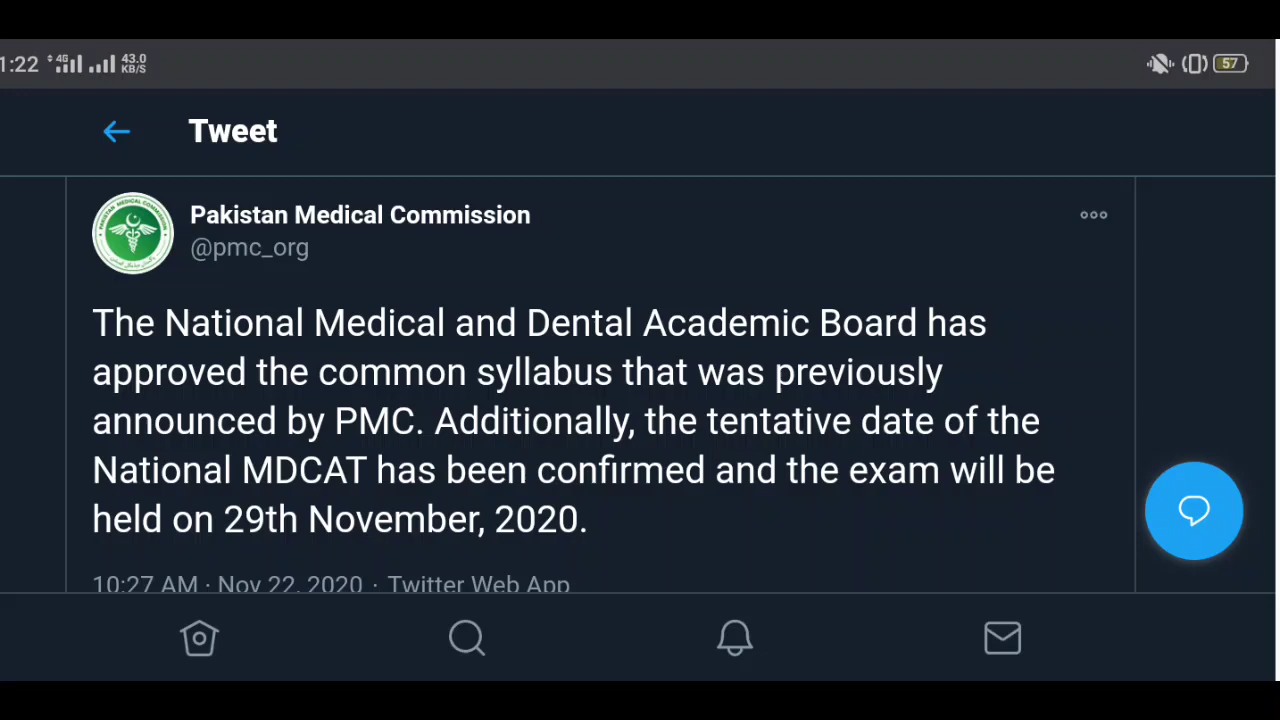 1:22 4G 43.0 KB/S 57
Tweet
Pakistan Medical Commission
@pmc_org
The National Medical and Dental Academic Board has
approved the common syllabus that was previously
announced by PMC. Additionally, the tentative date of the
National MDCAT has been confirmed and the exam will be
held on 29th November, 2020.
10:27 AM · Nov 22, 2020 · Twitter Web App